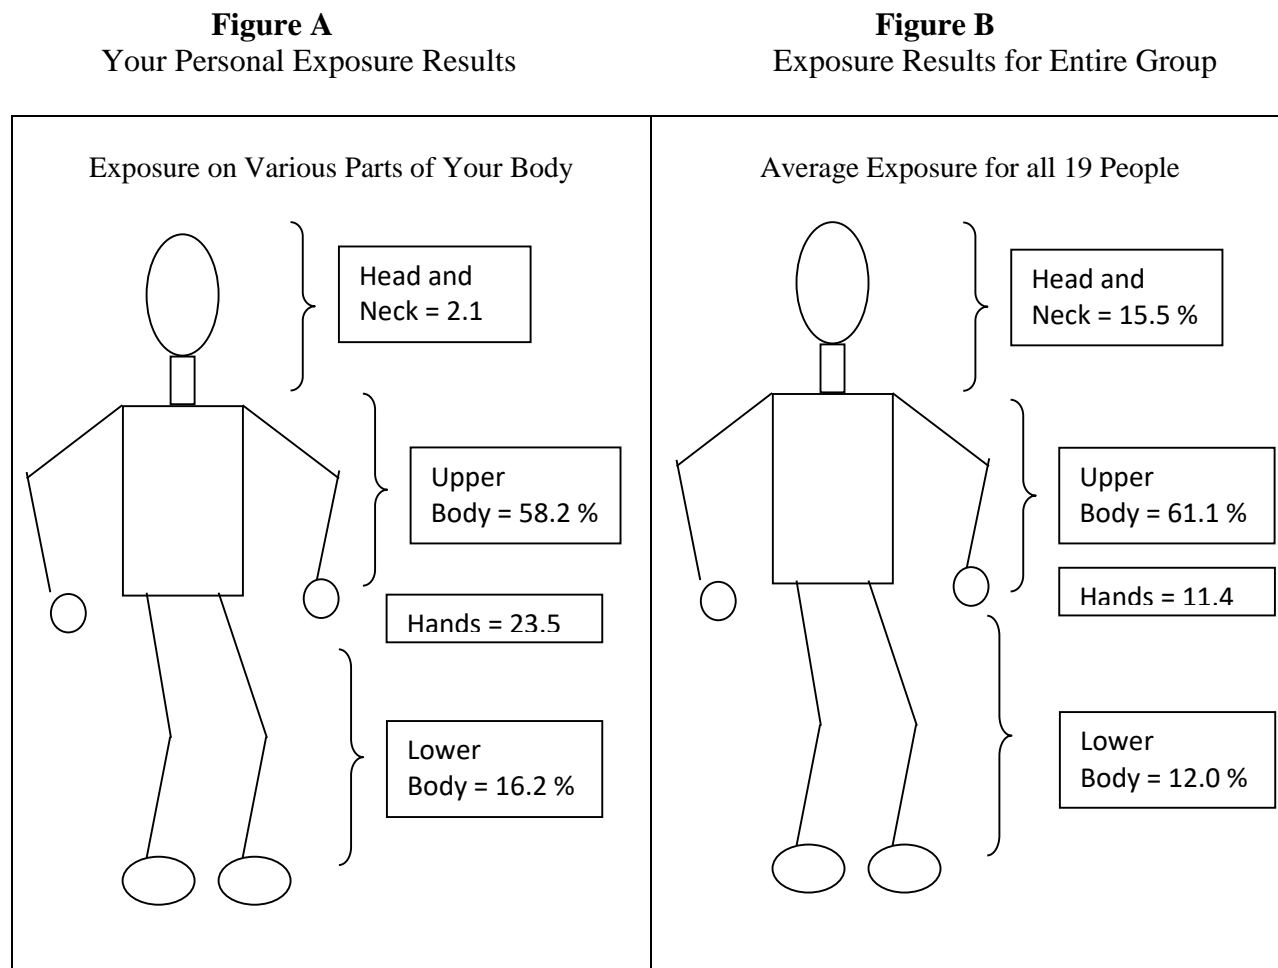 Figure A
Your Personal Exposure Results
Figure B
Exposure Results for Entire Group
Exposure on Various Parts of Your Body
Head and
Neck = 2.1
Upper
Body = 58.2 %
Hands = 23.5
Lower
Body = 16.2 %
Average Exposure for all 19 People
Head and
Neck = 15.5 %
Upper
Body = 61.1 %
Hands = 11.4
Lower
Body = 12.0 %